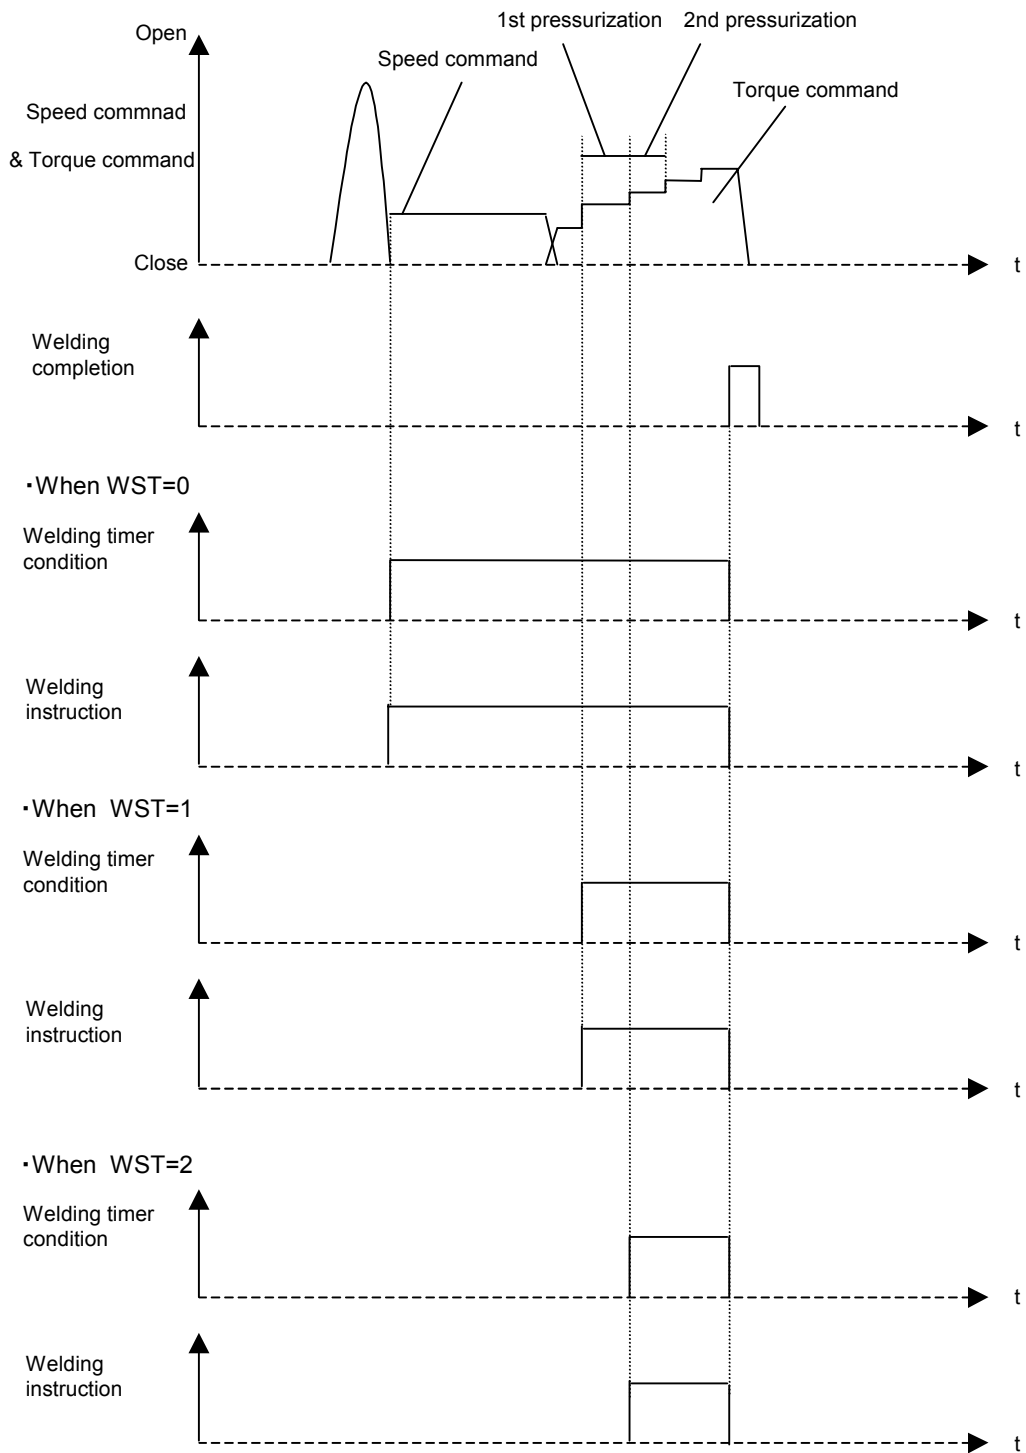 1st pressurization 2nd pressurization
Open
Speed command
Speed commnad
Torque command
& Torque command
Close
t
Welding
completion
t
・When WST=0
Welding timer
condition
t
Welding
instruction
t
・When WST=1
Welding timer
condition
t
Welding
instruction
t
・When WST=2
Welding timer
condition
t
Welding
instruction
t